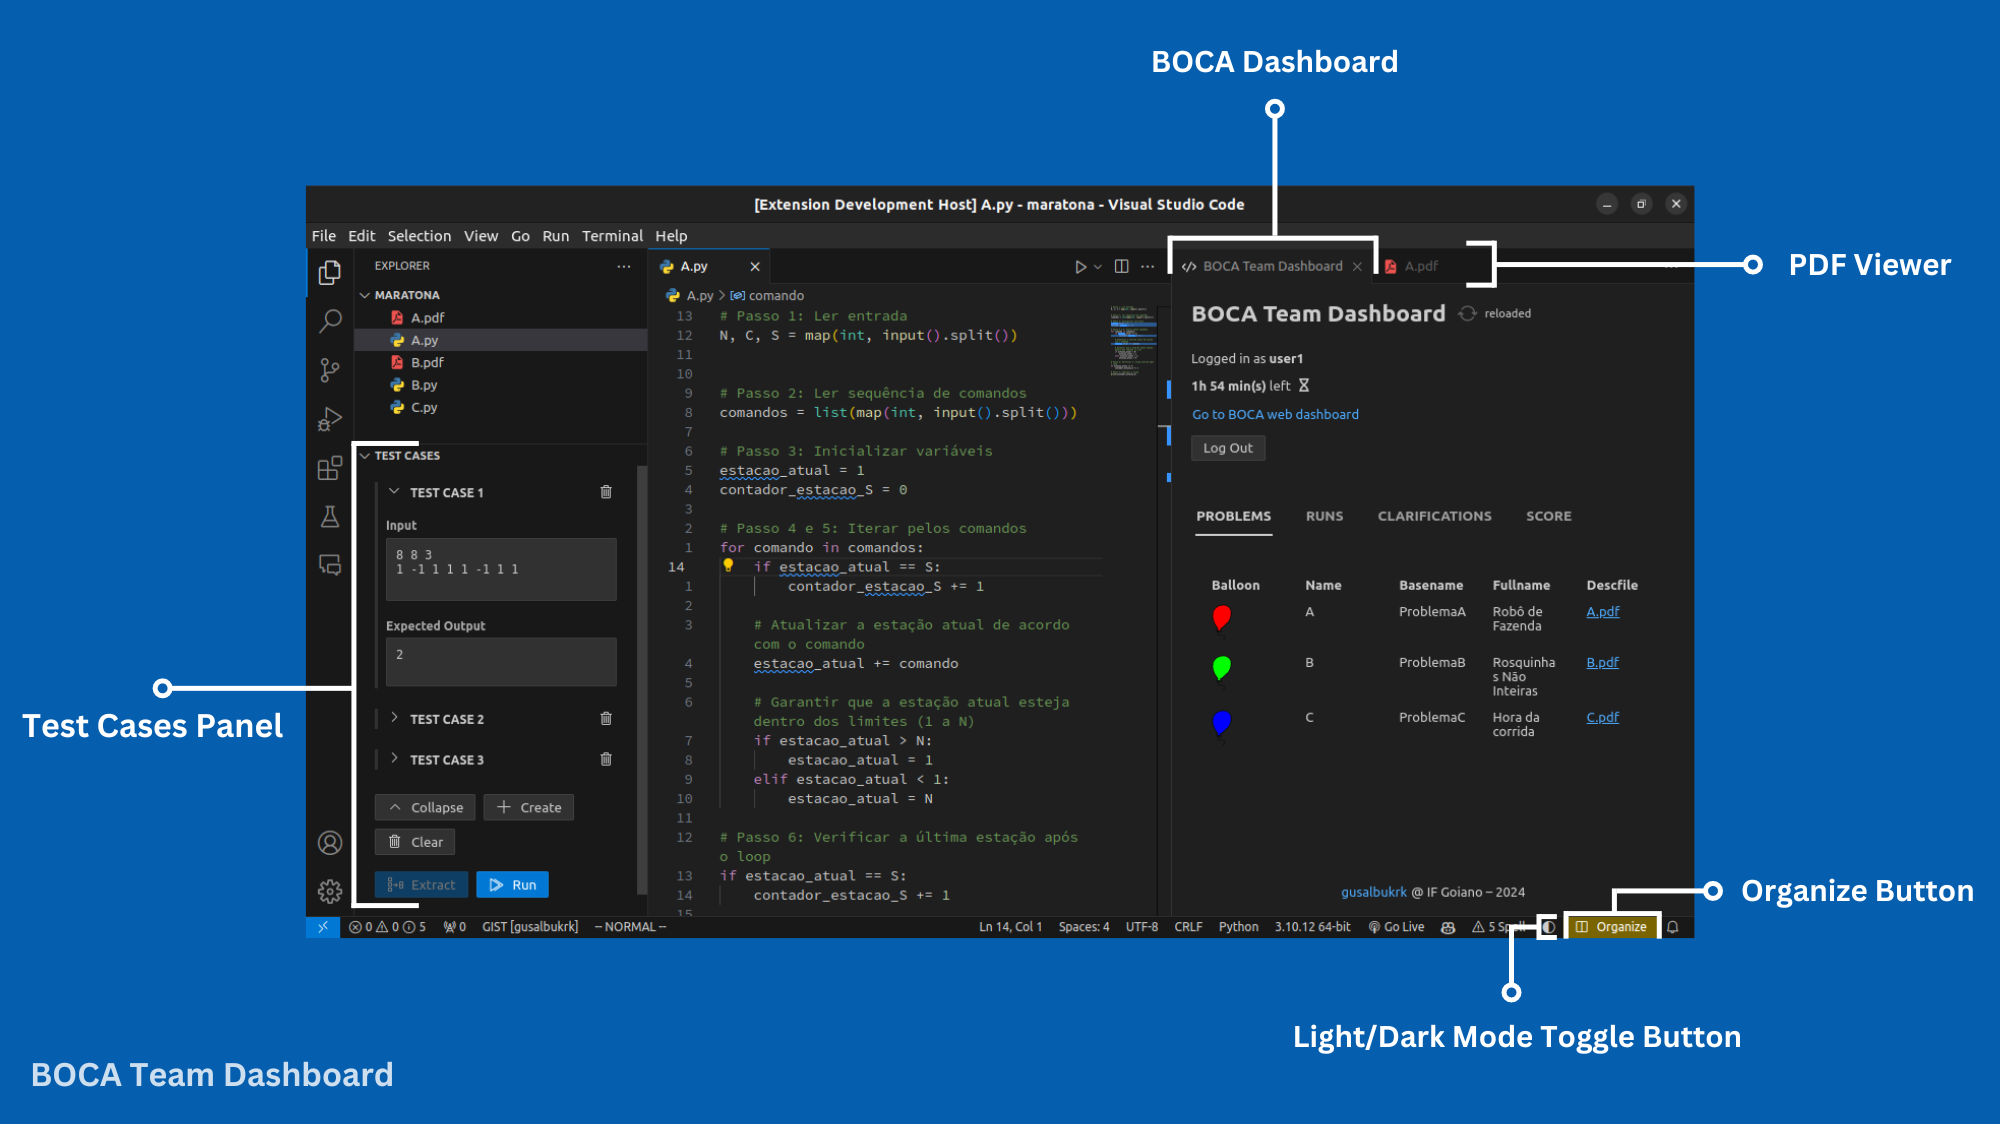 BOCA Dashboard
[Extension Development Host] A.py - maratona - Visual Studio Code
File Edit Selection View Go Run Terminal Help
EXPLORER
MARATONA
A.pdf
A.py
B.pdf
B.py
C.py
TEST CASES
TEST CASE 1
Input
8 8 3
1 -1 1 1 1 -1 1 1
Expected Output
2
TEST CASE 2
TEST CASE 3
Collapse
Create
Clear
Extract
Run
Test Cases Panel
A.py
A.py > comando
13 # Passo 1: Ler entrada
12 N, C, S = map(int, input().split())
11
10
9 # Passo 2: Ler sequência de comandos
8 comandos = list(map(int, input().split()))
7
6 # Passo 3: Inicializar variáveis
5 estacao_atual = 1
4 contador_estacao_S = 0
3
2 # Passo 4 e 5: Iterar pelos comandos
1 for comando in comandos:
14 if estacao_atual == S:
1 contador_estacao_S += 1
2
3 # Atualizar a estação atual de acordo
com o comando
4 estacao_atual += comando
5
6 # Garantir que a estação atual esteja
dentro dos limites (1 a N)
7 if estacao_atual > N:
8 estacao_atual = 1
9 elif estacao_atual < 1:
10 estacao_atual = N
11
12 # Passo 6: Verificar a última estação após
o loop
13 if estacao_atual == S:
14 contador_estacao_S += 1
15
BOCA Team Dashboard
A.pdf
PDF Viewer
BOCA Team Dashboard reloaded
Logged in as user1
1h 54 min(s) left
Go to BOCA web dashboard
Log Out
PROBLEMS RUNS CLARIFICATIONS SCORE
Balloon Name Basename Fullname Descfile
A ProblemaA Robô de A.pdf
Fazenda
B ProblemaB Rosquinha B.pdf
s Não
Inteiras
C ProblemaC Hora da C.pdf
corrida
gusalbukrk @ IF Goiano – 2024
Organize Button
0 0 5 0 GIST [gusalbukrk] -- NORMAL -- Ln 14, Col 1 Spaces: 4 UTF-8 CRLF Python 3.10.12 64-bit Go Live 5 Spell Organize
Light/Dark Mode Toggle Button
BOCA Team Dashboard